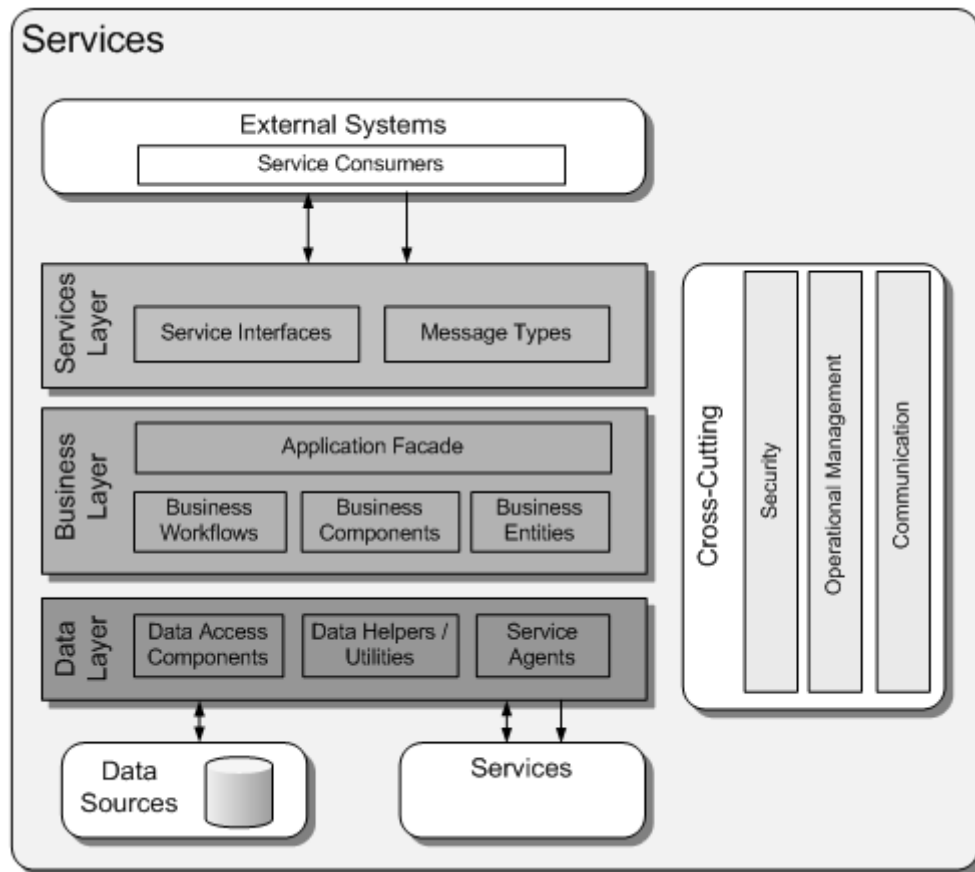 Services
External Systems
Service Consumers
Services
Layer
Service Interfaces
Message Types
Business
Layer
Application Facade
Business
Workflows
Business
Components
Business
Entities
Data
Layer
Data Access
Components
Data Helpers /
Utilities
Service
Agents
Data
Sources
Services
Cross-Cutting
Security
Operational Management
Communication